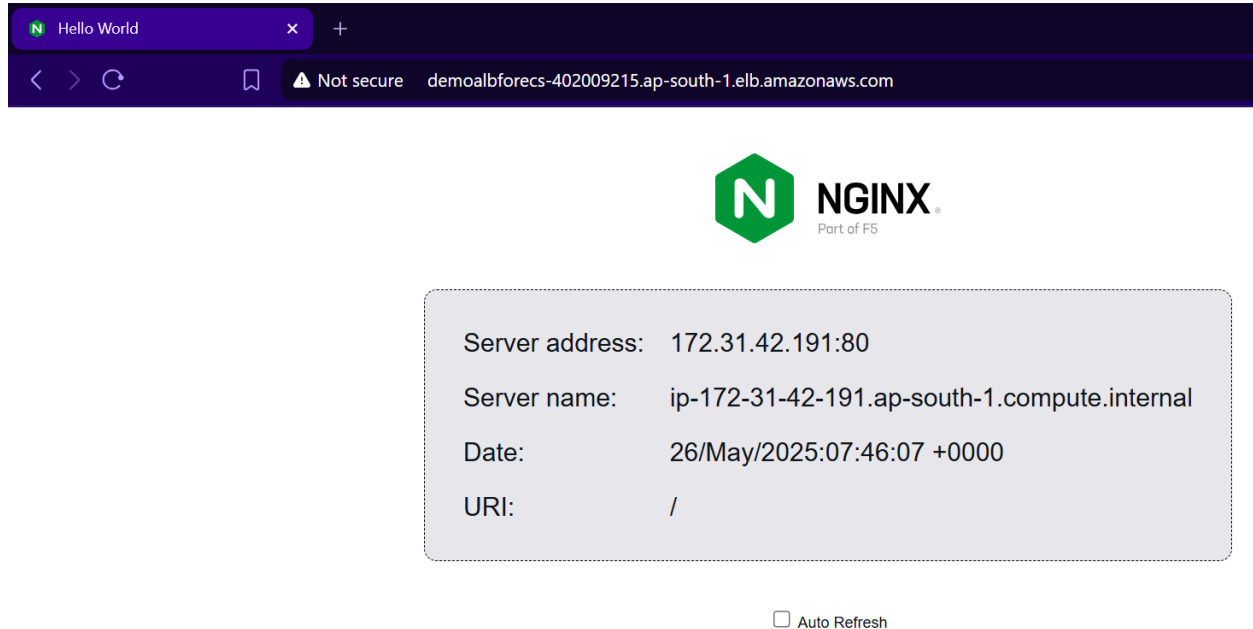 Hello World
Not secure demoalbforecs-402009215.ap-south-1.elb.amazonaws.com
N
NGINX
Part of F5
Server address: 172.31.42.191:80
Server name: ip-172-31-42-191.ap-south-1.compute.internal
Date: 26/May/2025:07:46:07 +0000
URI: /
Auto Refresh